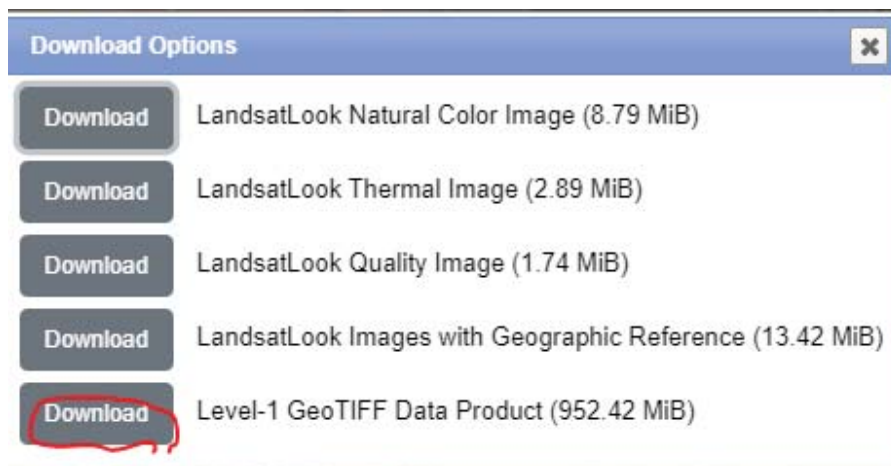 Download Options
Download LandsatLook Natural Color Image (8.79 MiB)
Download LandsatLook Thermal Image (2.89 MiB)
Download LandsatLook Quality Image (1.74 MiB)
Download LandsatLook Images with Geographic Reference (13.42 MiB)
Download Level-1 GeoTIFF Data Product (952.42 MiB)